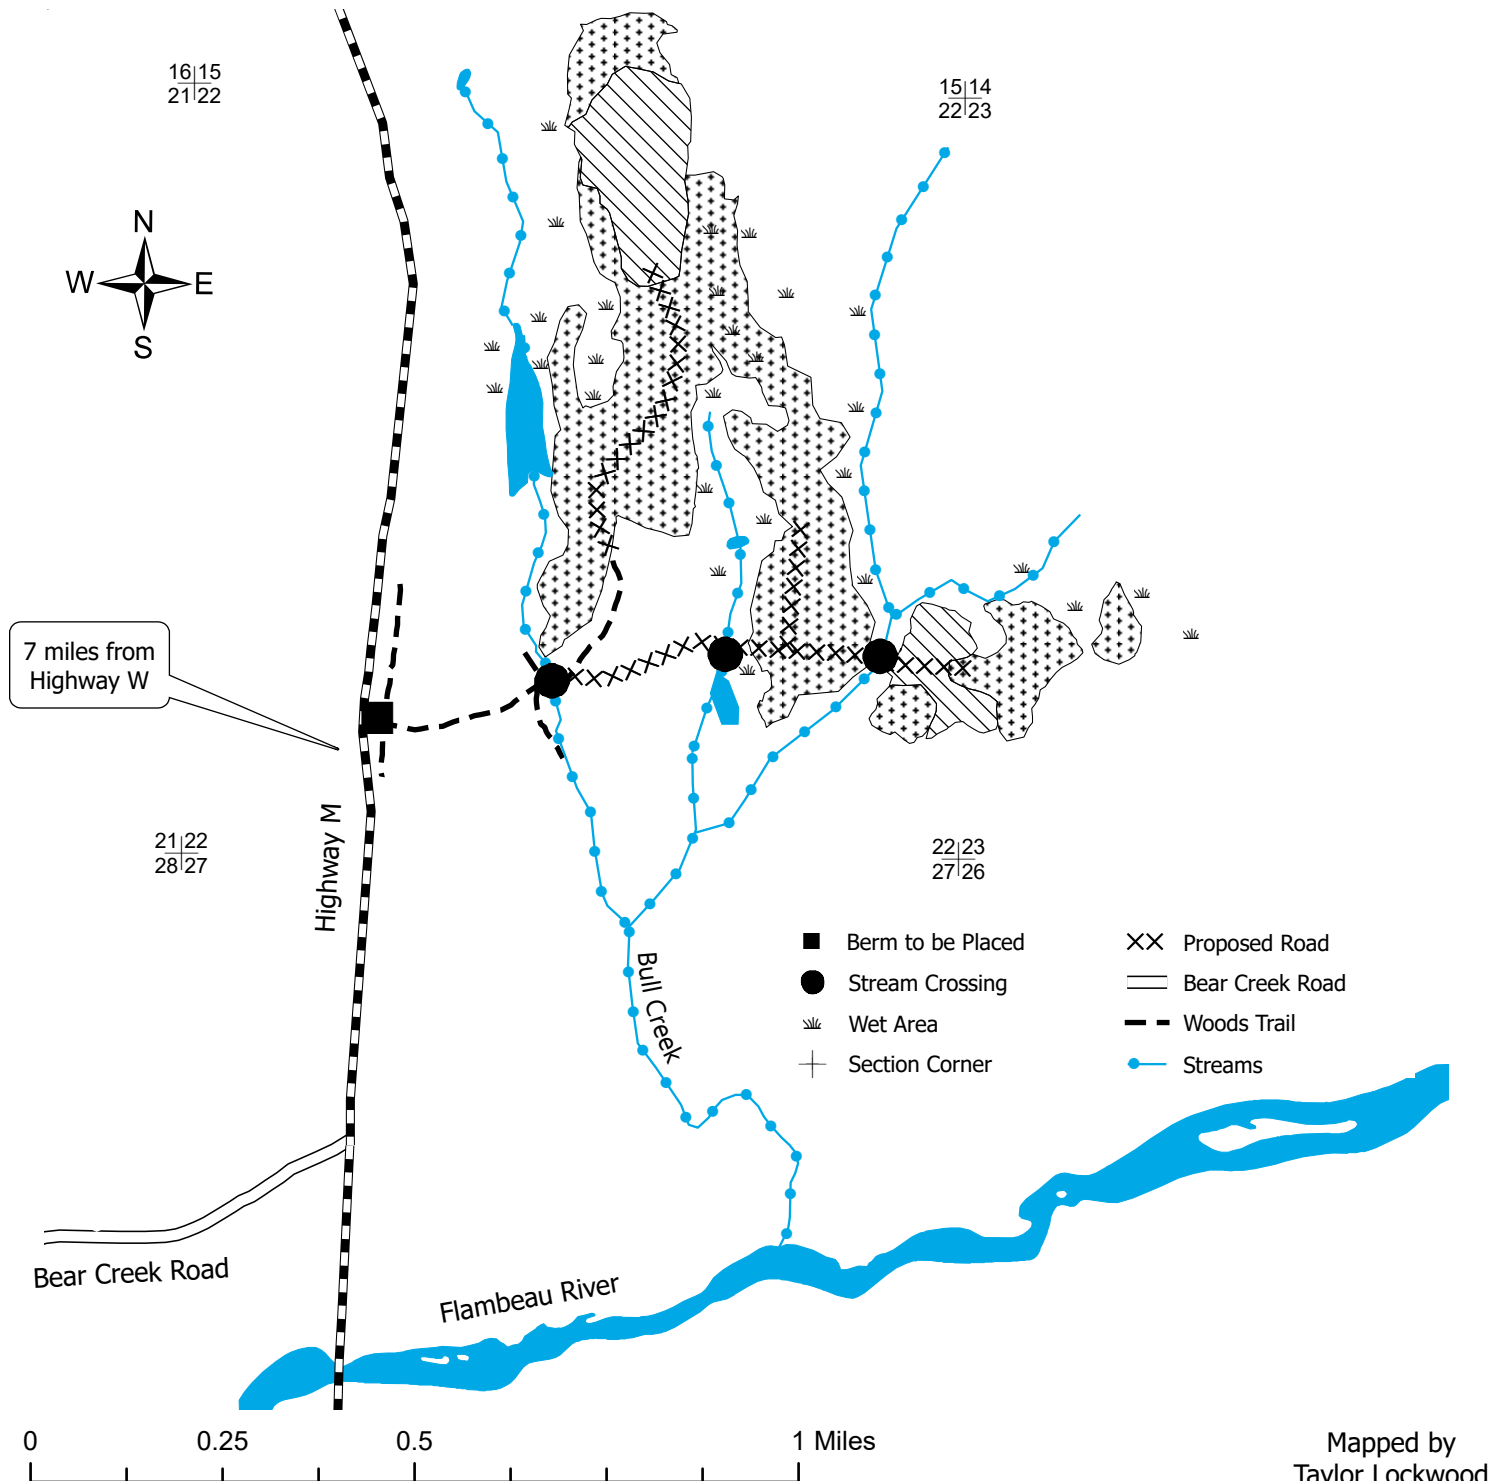 16 15
21 22
15 14
22 23
N
W E
S
7 miles from
Highway W
Highway M
21 22
28 27
22 23
27 26
Berm to be Placed
Stream Crossing
Wet Area
Section Corner
Proposed Road
Bear Creek Road
Woods Trail
Streams
Bull Creek
Bear Creek Road
Flambeau River
0 0.25 0.5 1 Miles
Mapped by
Taylor Lockwood